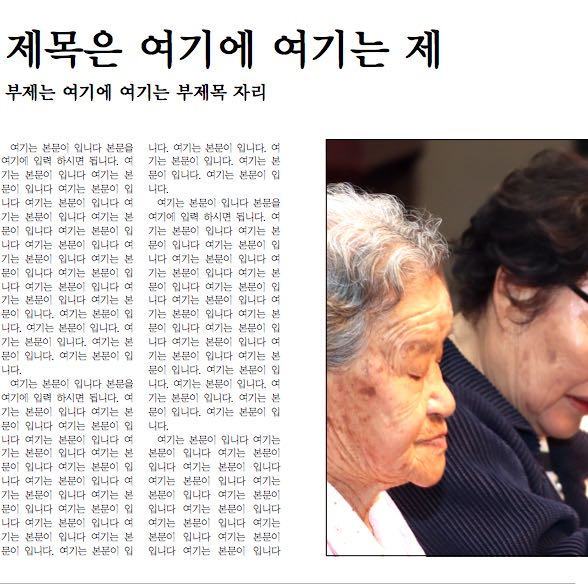 제목은 여기에 여기는 제
부제는 여기에 여기는 부제목 자리
여기는 본문이 입니다 본문을
여기에 입력 하시면 됩니다. 여
기는 본문이 입니다 여기는 본
문이 입니다 여기는 본문이 입
니다 여기는 본문이 입니다 여
기는 본문이 입니다 여기는 본
문이 입니다 여기는 본문이 입
니다 여기는 본문이 입니다 여
기는 본문이 입니다 여기는 본
문이 입니다 여기는 본문이 입
니다 여기는 본문이 입니다 여
기는 본문이 입니다 여기는 본
문이 입니다. 여기는 본문이 입
니다. 여기는 본문이 입니다. 여
기는 본문이 입니다. 여기는 본
문이 입니다. 여기는 본문이 입
니다.
여기는 본문이 입니다 본문을
여기에 입력 하시면 됩니다. 여
기는 본문이 입니다 여기는 본
문이 입니다 여기는 본문이 입
니다 여기는 본문이 입니다 여
기는 본문이 입니다 여기는 본
문이 입니다 여기는 본문이 입
니다 여기는 본문이 입니다 여
기는 본문이 입니다 여기는 본
문이 입니다 여기는 본문이 입
니다 여기는 본문이 입니다 여
기는 본문이 입니다 여기는 본
문이 입니다. 여기는 본문이 입
니다. 여기는 본문이 입니다. 여
기는 본문이 입니다. 여기는 본
문이 입니다. 여기는 본문이 입
니다.
여기는 본문이 입니다 본문을
여기에 입력 하시면 됩니다. 여
기는 본문이 입니다 여기는 본
문이 입니다 여기는 본문이 입
니다 여기는 본문이 입니다 여
기는 본문이 입니다 여기는 본
문이 입니다 여기는 본문이 입
니다 여기는 본문이 입니다 여
기는 본문이 입니다 여기는 본
문이 입니다 여기는 본문이 입
니다 여기는 본문이 입니다 여
기는 본문이 입니다 여기는 본
문이 입니다. 여기는 본문이 입
니다. 여기는 본문이 입니다. 여
기는 본문이 입니다. 여기는 본
문이 입니다. 여기는 본문이 입
니다.
여기는 본문이 입니다 여기는
본문이 입니다 여기는 본문이
입니다 여기는 본문이 입니다
여기는 본문이 입니다 여기는
본문이 입니다 여기는 본문이
입니다 여기는 본문이 입니다
여기는 본문이 입니다 여기는
본문이 입니다 여기는 본문이
입니다 여기는 본문이 입니다